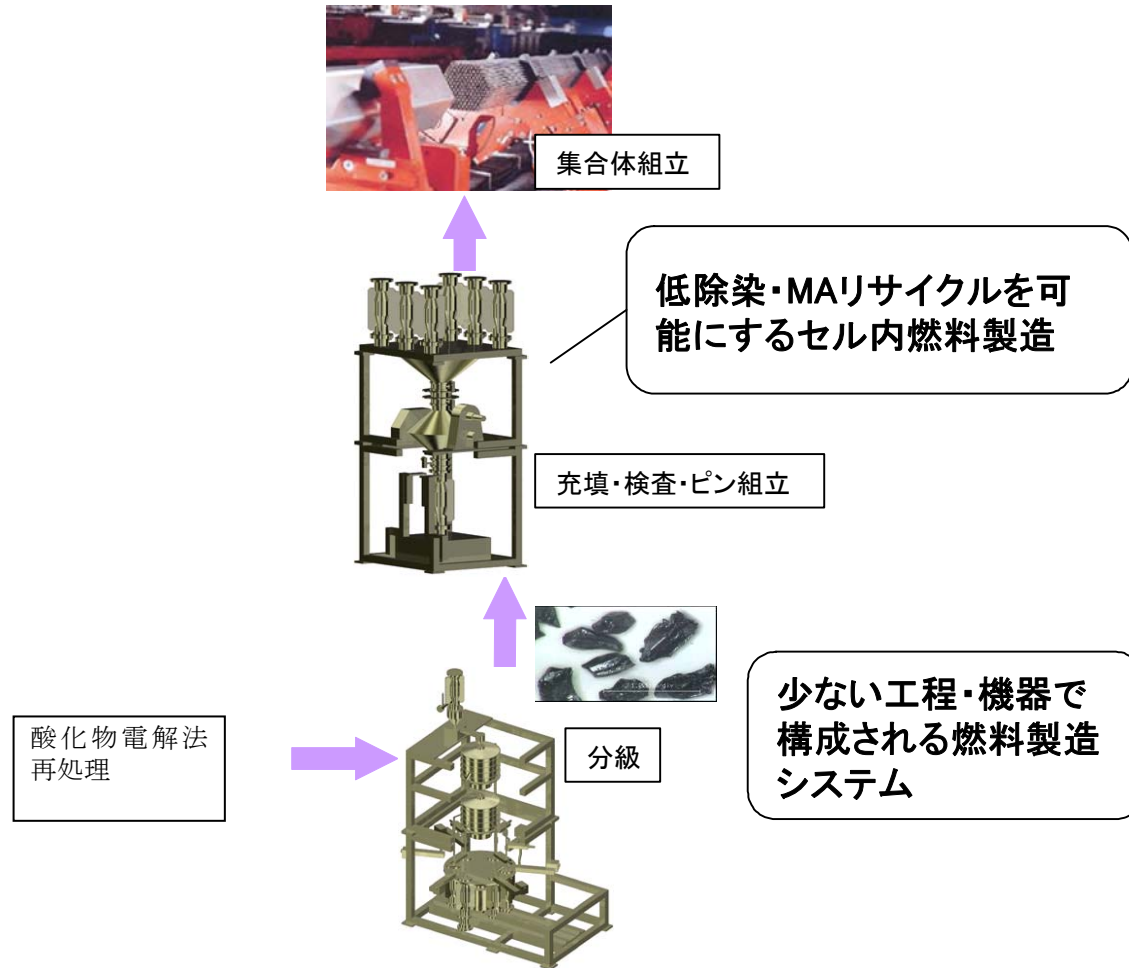 集合体組立
低除染・MAリサイクルを可
能にするセル内燃料製造
充填・検査・ピン組立
少ない工程・機器で
構成される燃料製造
システム
分級
酸化物電解法
再処理